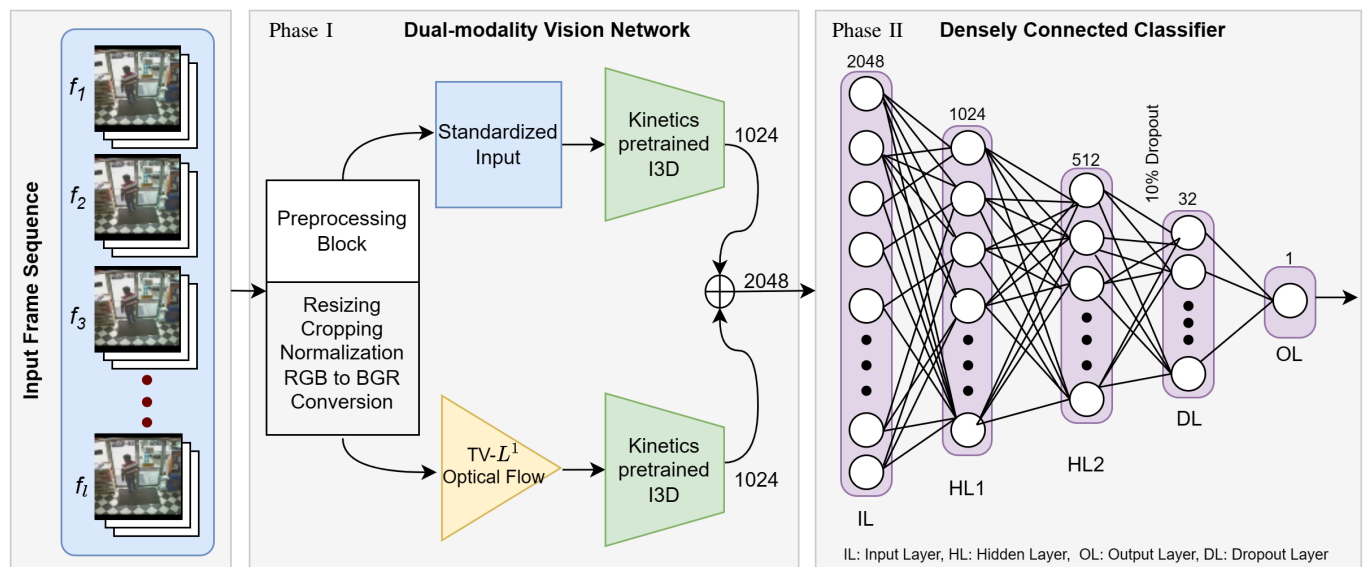 Input Frame Sequence
f1
f2
f3
fl
Phase I
Dual-modality Vision Network
Preprocessing
Block
Resizing
Cropping
Normalization
RGB to BGR
Conversion
Standardized
Input
Kinetics
pretrained
I3D
1024
TV-L¹
Optical Flow
Kinetics
pretrained
I3D
1024
2048
Phase II
Densely Connected Classifier
2048
IL
1024
HL1
512
HL2
10% Dropout
32
DL
1
OL
IL: Input Layer, HL: Hidden Layer, OL: Output Layer, DL: Dropout Layer